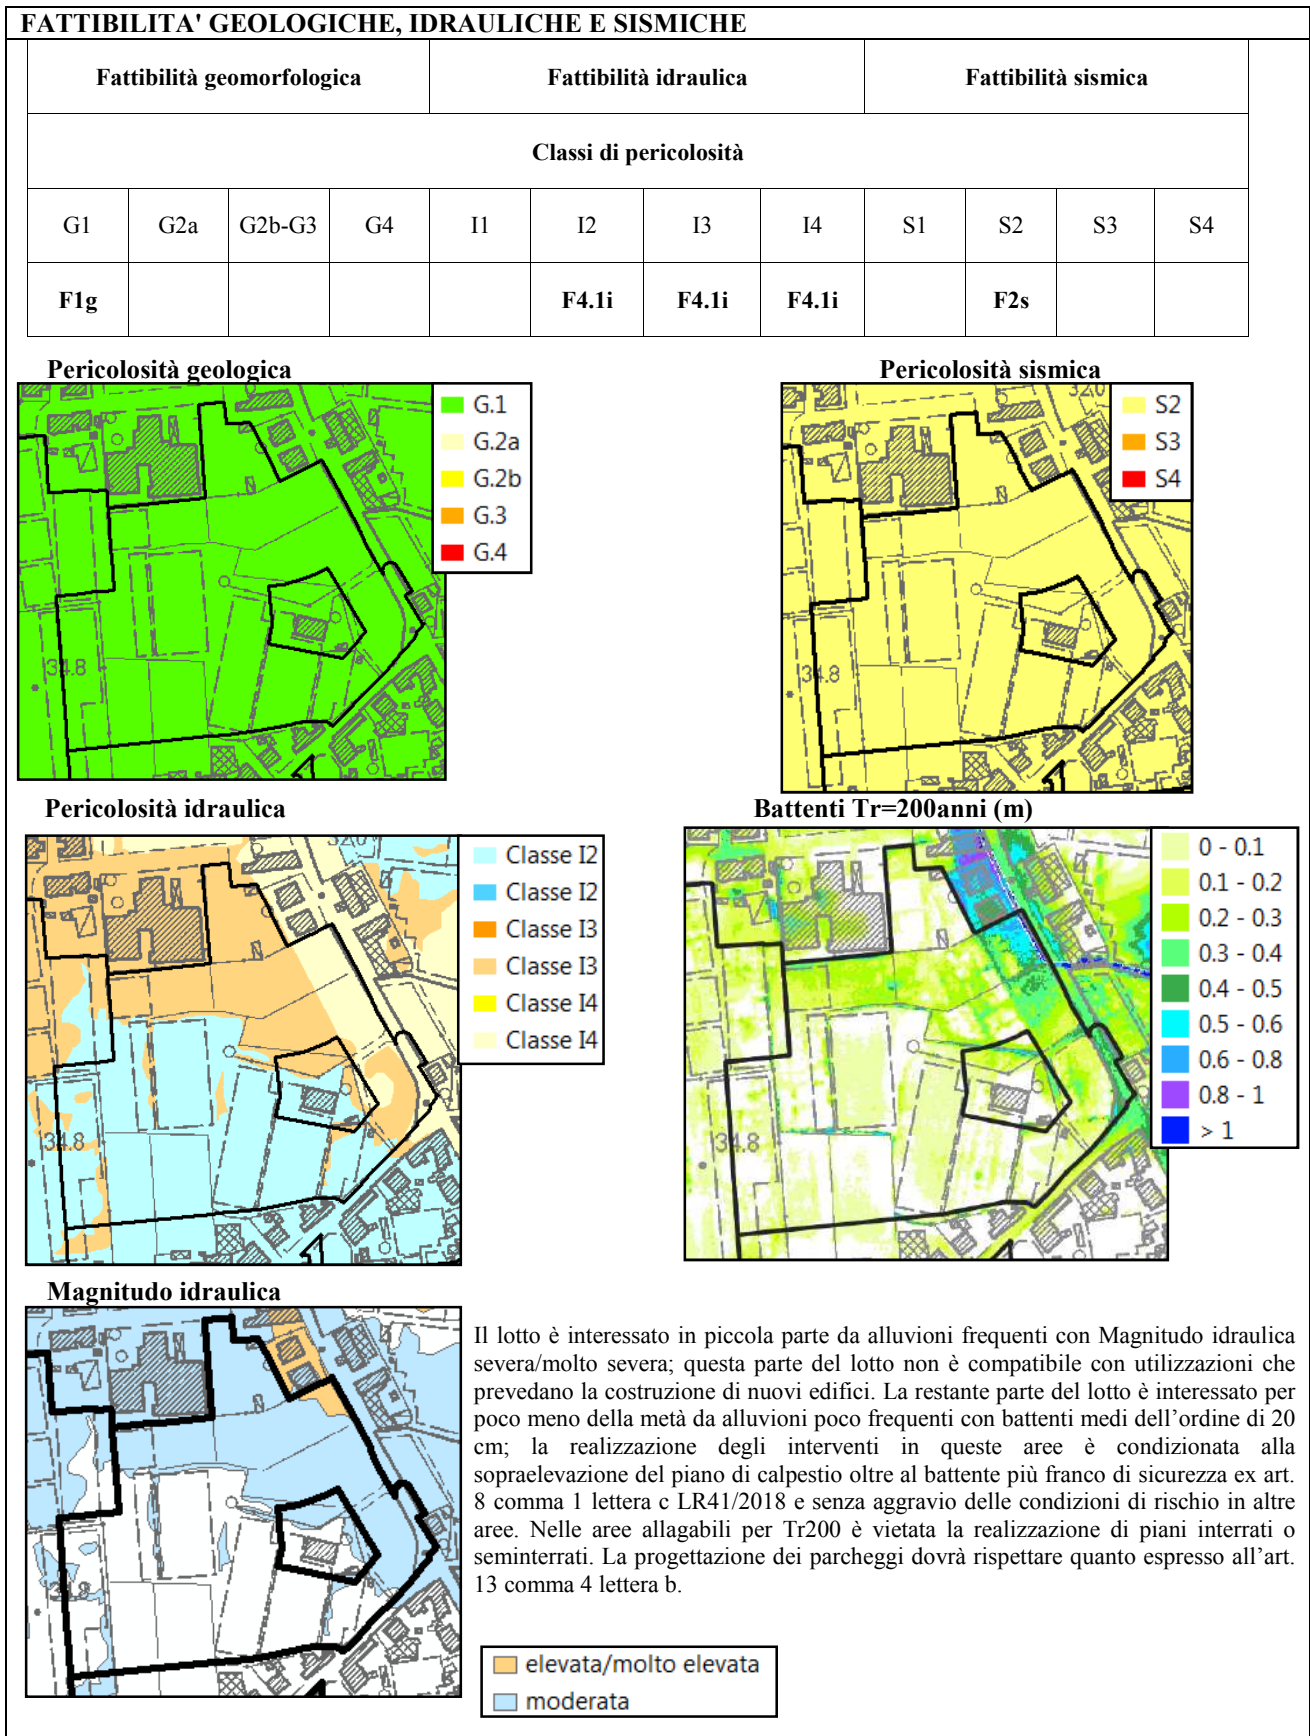 FATTIBILITA' GEOLOGICHE, IDRAULICHE E SISMICHE
Fattibilità geomorfologica Fattibilità idraulica Fattibilità sismica
Classi di pericolosità
G1 G2a G2b-G3 G4 I1 I2 I3 I4 S1 S2 S3 S4
F1g F4.1i F4.1i F4.1i F2s
Pericolosità geologica
G.1
G.2a
G.2b
G.3
G.4
34.8
Pericolosità sismica
320
S2
S3
S4
34.8
Pericolosità idraulica
320
Classe I2
Classe I2
Classe I3
Classe I3
Classe I4
Classe I4
34.8
Battenti Tr=200anni (m)
0 - 0.1
0.1 - 0.2
0.2 - 0.3
0.3 - 0.4
0.4 - 0.5
0.5 - 0.6
0.6 - 0.8
0.8 - 1
> 1
34.8
Magnitudo idraulica
Il lotto è interessato in piccola parte da alluvioni frequenti con Magnitudo idraulica
severa/molto severa; questa parte del lotto non è compatibile con utilizzazioni che
prevedano la costruzione di nuovi edifici. La restante parte del lotto è interessato per
poco meno della metà da alluvioni poco frequenti con battenti medi dell'ordine di 20
cm; la realizzazione degli interventi in queste aree è condizionata alla
sopraelevazione del piano di calpestio oltre al battente più franco di sicurezza ex art.
8 comma 1 lettera c LR41/2018 e senza aggravio delle condizioni di rischio in altre
aree. Nelle aree allagabili per Tr200 è vietata la realizzazione di piani interrati o
seminterrati. La progettazione dei parcheggi dovrà rispettare quanto espresso all'art.
13 comma 4 lettera b.
elevata/molto elevata
moderata